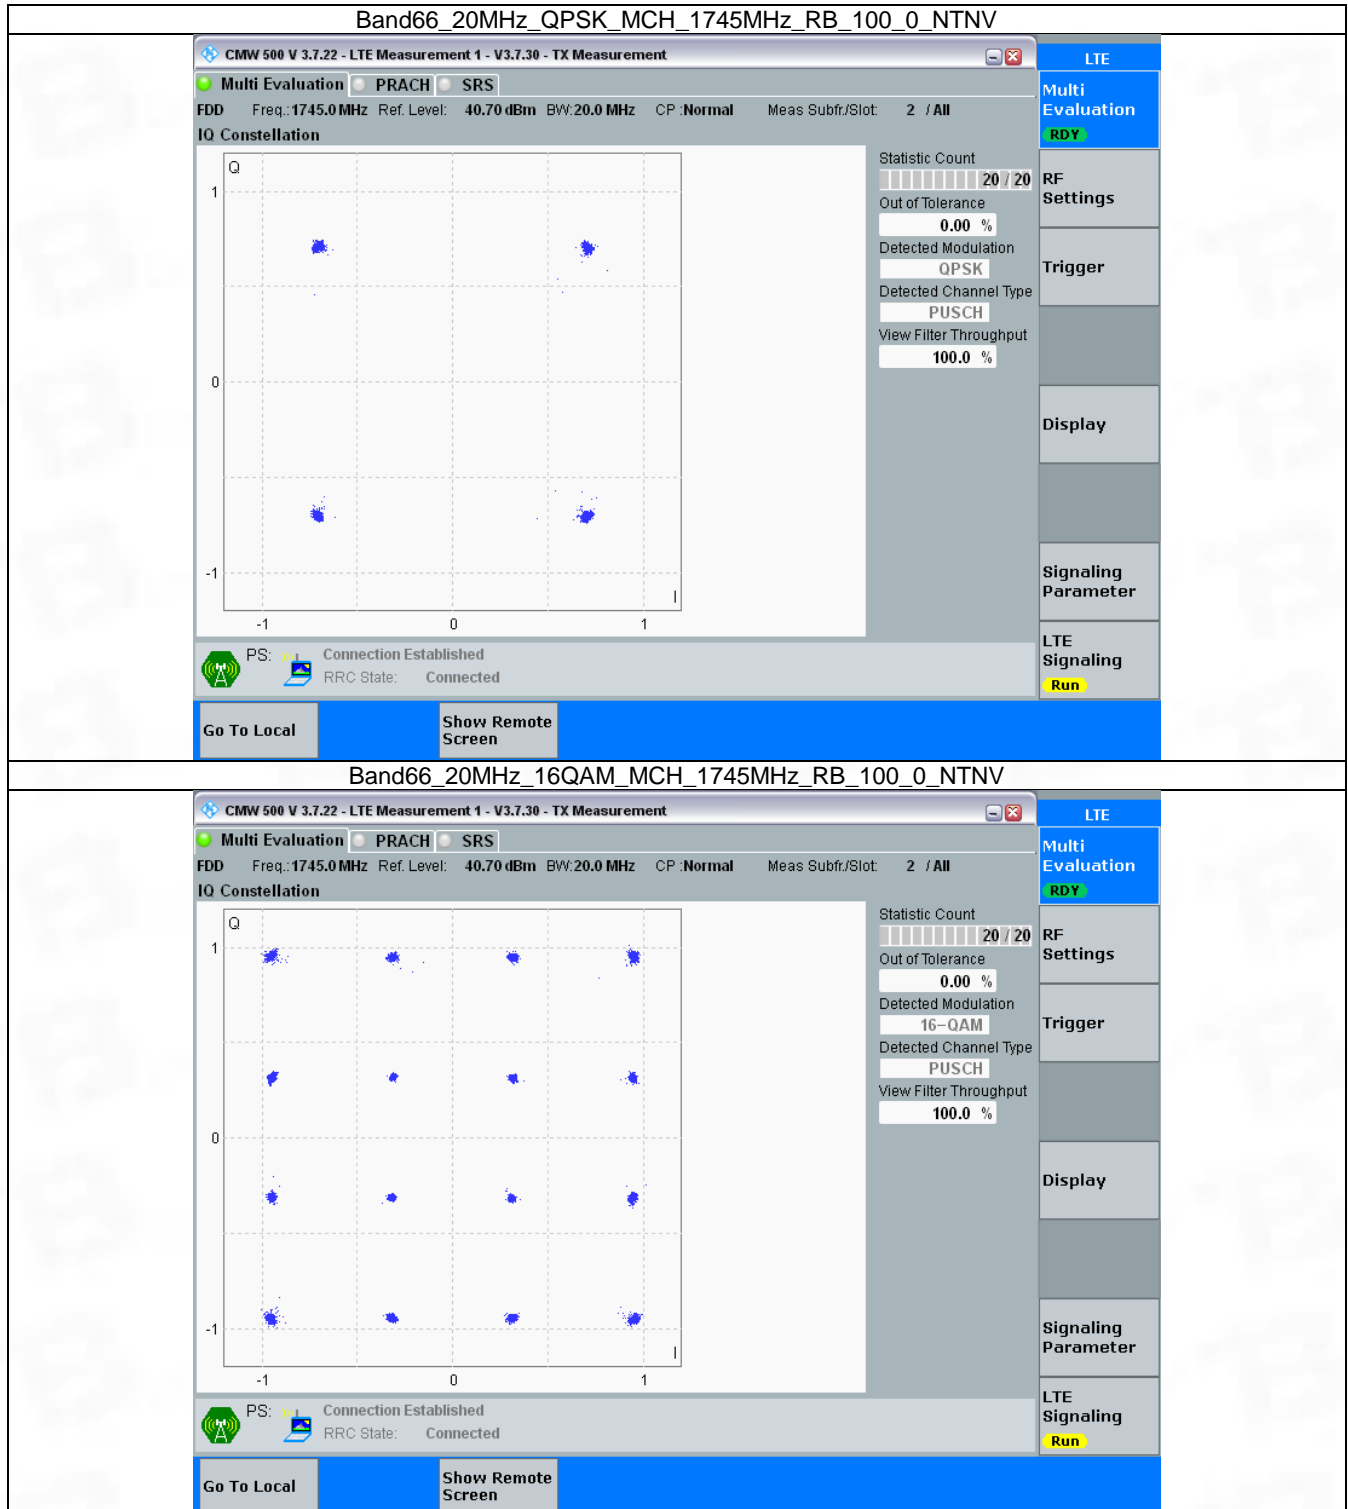 Band66_20MHz_QPSK_MCH_1745MHz_RB_100_0_NTNV
CMW 500 V 3.7.22 - LTE Measurement 1 - V3.7.30 - TX Measurement
LTE
Multi Evaluation PRACH SRS
Multi
Evaluation
RDY
FDD Freq.: 1745.0 MHz Ref. Level: 40.70 dBm BW: 20.0 MHz CP : Normal Meas Subfr./Slot: 2 / All
IQ Constellation
Q
1
0
-1
-1 0 1
I
Statistic Count
20 / 20
Out of Tolerance
0.00 %
Detected Modulation
QPSK
Detected Channel Type
PUSCH
View Filter Throughput
100.0 %
RF
Settings
Trigger
Display
Signaling
Parameter
LTE
Signaling
Run
PS: Connection Established
RRC State: Connected
Go To Local
Show Remote
Screen
Band66_20MHz_16QAM_MCH_1745MHz_RB_100_0_NTNV
CMW 500 V 3.7.22 - LTE Measurement 1 - V3.7.30 - TX Measurement
LTE
Multi Evaluation PRACH SRS
Multi
Evaluation
RDY
FDD Freq.: 1745.0 MHz Ref. Level: 40.70 dBm BW: 20.0 MHz CP : Normal Meas Subfr./Slot: 2 / All
IQ Constellation
Q
1
0
-1
-1 0 1
I
Statistic Count
20 / 20
Out of Tolerance
0.00 %
Detected Modulation
16-QAM
Detected Channel Type
PUSCH
View Filter Throughput
100.0 %
RF
Settings
Trigger
Display
Signaling
Parameter
LTE
Signaling
Run
PS: Connection Established
RRC State: Connected
Go To Local
Show Remote
Screen